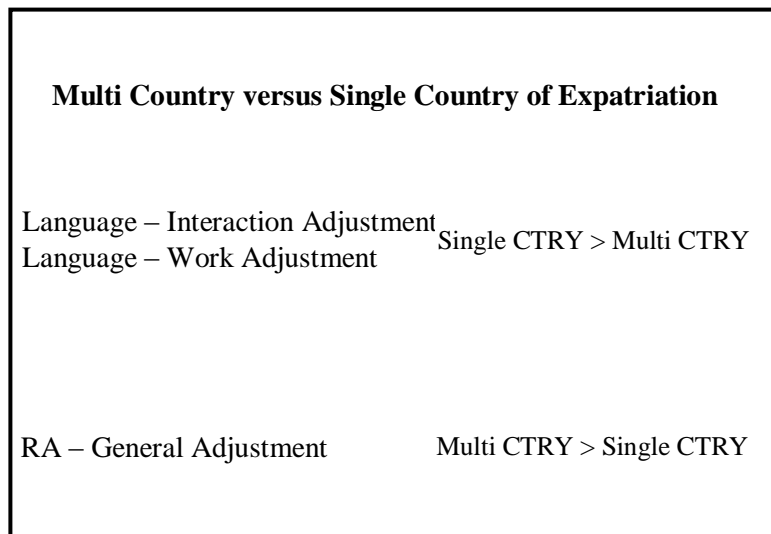 Multi Country versus Single Country of Expatriation
Language – Interaction Adjustment
Language – Work Adjustment
Single CTRY > Multi CTRY
RA – General Adjustment
Multi CTRY > Single CTRY